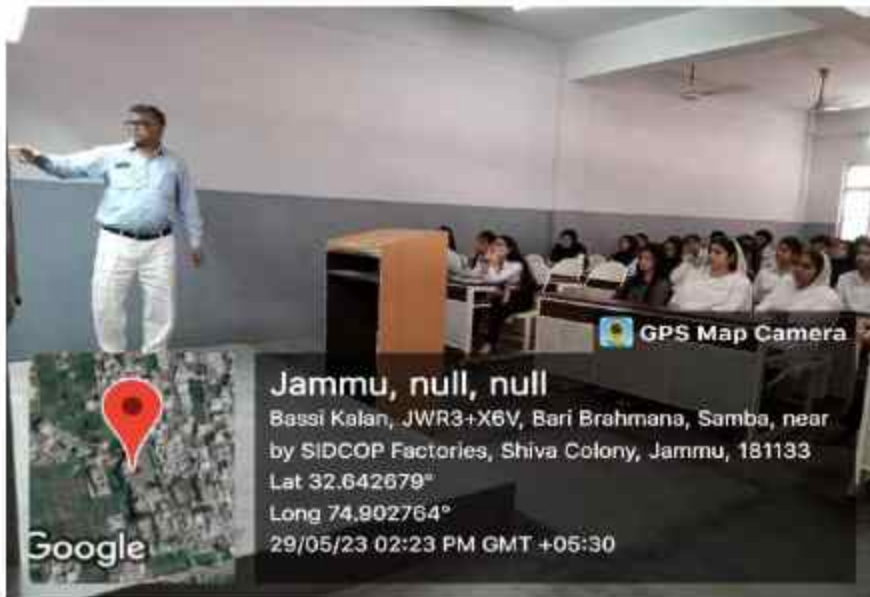 GPS Map Camera
Jammu, null, null
Bassi Kalan, JWR3+X6V, Bari Brahmana, Samba, near
by SIDCOP Factories, Shiva Colony, Jammu, 181133
Lat 32.642679°
Long 74.902764°
29/05/23 02:23 PM GMT +05:30
Google